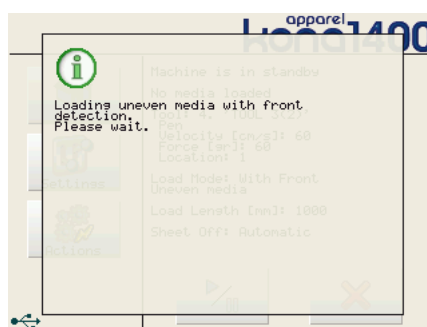 apparel
kona1400
Machine is in standby
No media loaded
Loading uneven media with front
detection.
Please wait.
Tool: 4, "TOOL 3(2)"
Pen
Velocity [cm/s]: 60
Force [gr]: 60
Location: 1
Load Mode: With Front
Uneven media
Load Length [mm]: 1000
Sheet Off: Automatic
Settings
Actions